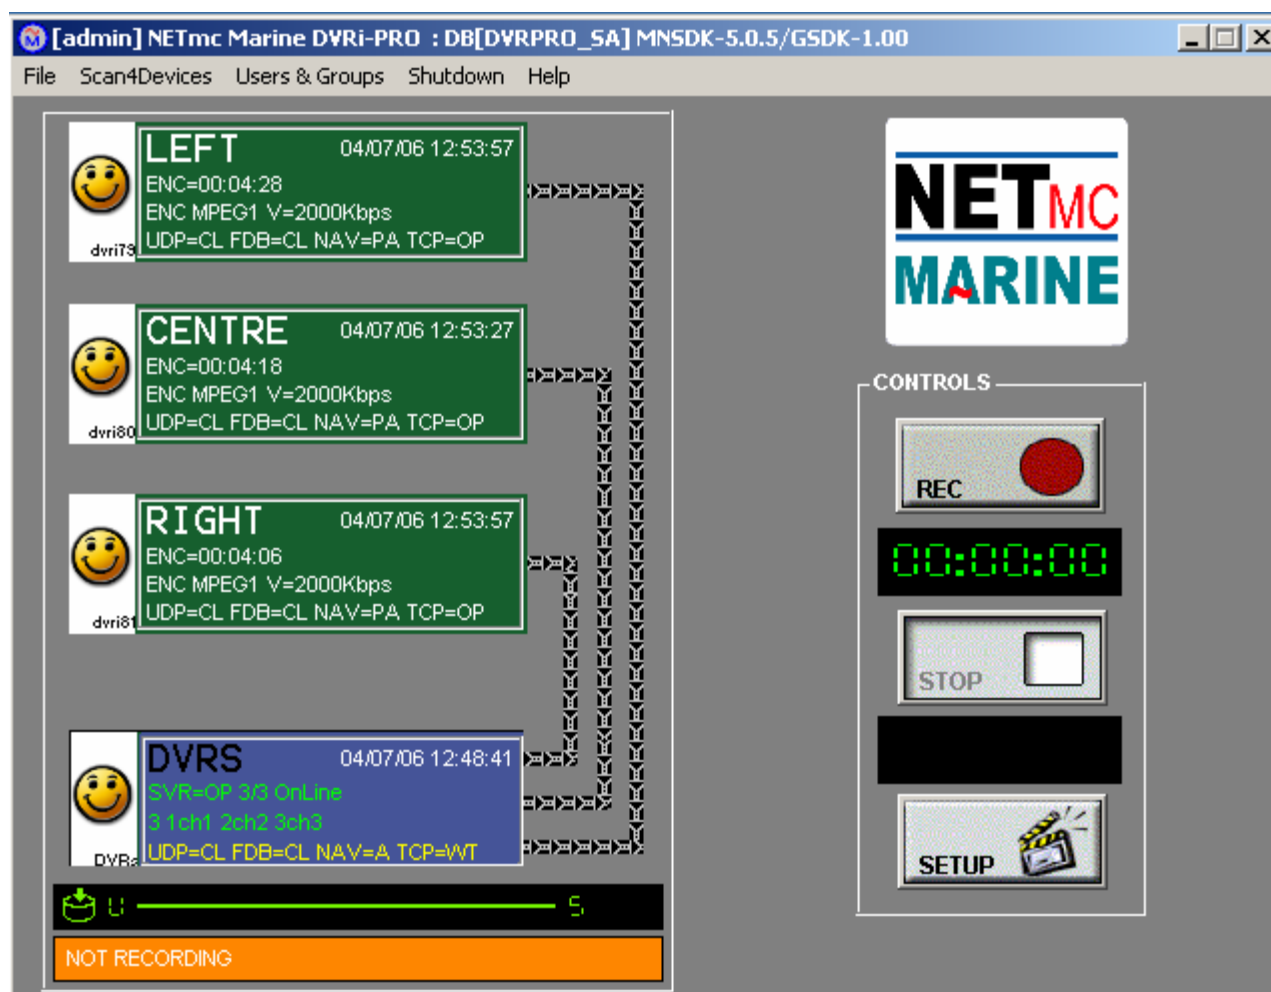 [admin] NETmc Marine DVRi-PRO : DB[DVRPRO_SA] MNSDK-5.0.5/GSDK-1.00
File Scan4Devices Users & Groups Shutdown Help
LEFT 04/07/06 12:53:57
ENC=00:04:28
ENC MPEG1 V=2000Kbps
UDP=CL FDB=CL NAV=PA TCP=OP
dvri79
CENTRE 04/07/06 12:53:27
ENC=00:04:18
ENC MPEG1 V=2000Kbps
UDP=CL FDB=CL NAV=PA TCP=OP
dvri80
RIGHT 04/07/06 12:53:57
ENC=00:04:06
ENC MPEG1 V=2000Kbps
UDP=CL FDB=CL NAV=PA TCP=OP
dvri81
DVRS 04/07/06 12:48:41
SVR=OP 3/3 OnLine
3 1ch1 2ch2 3ch3
UDP=CL FDB=CL NAV=A TCP=WT
DVRs
U 5
NOT RECORDING
NETMC
MARINE
CONTROLS
REC
00:00:00
STOP
SETUP